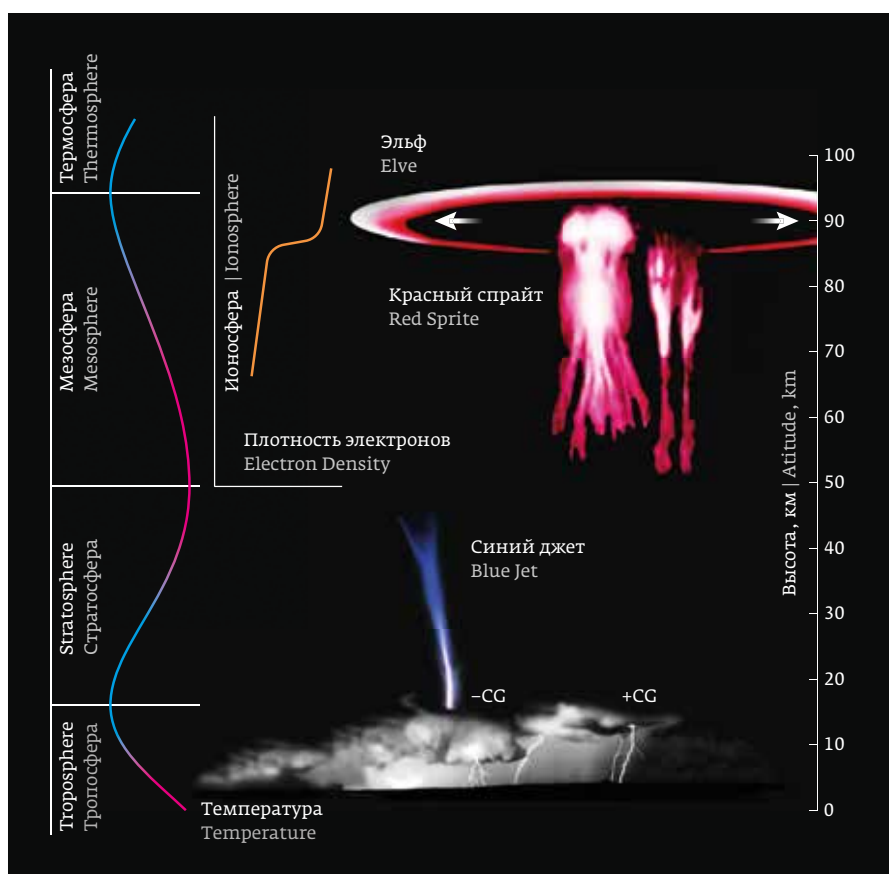 Термосфера
Thermosphere
Мезосфера
Mesosphere
Stratosphere
Стратосфера
Troposphere
Тропосфера
Ионосфера | Ionosphere
Эльф
Elve
Красный спрайт
Red Sprite
Плотность электронов
Electron Density
Синий джет
Blue Jet
–CG
+CG
Температура
Temperature
Высота, км | Atitude, km
100
90
80
70
60
50
40
30
20
10
0